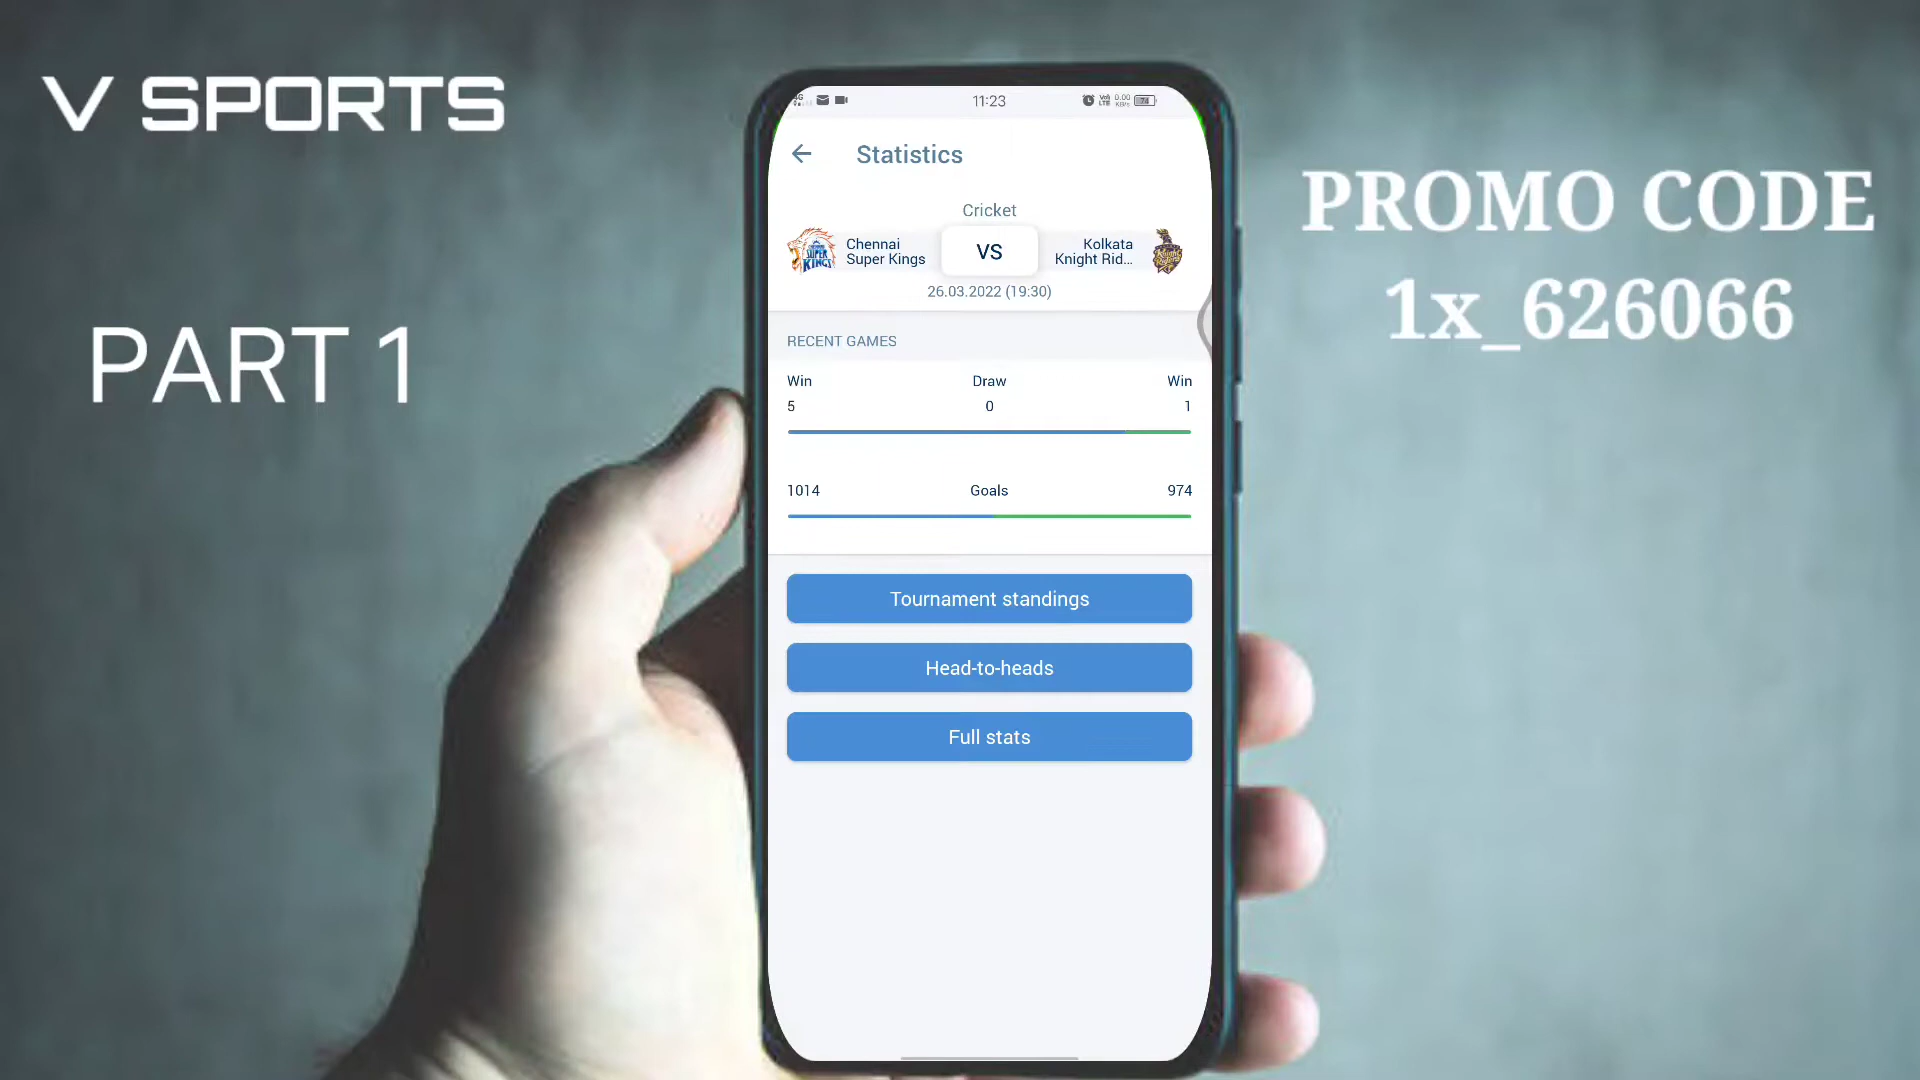 V SPORTS
PART 1
PROMO CODE
1x_626066
11:23
74
Statistics
Cricket
Chennai
Super Kings
VS
Kolkata
Knight Rid...
26.03.2022 (19:30)
RECENT GAMES
Win Draw Win
5 0 1
1014 Goals 974
Tournament standings
Head-to-heads
Full stats